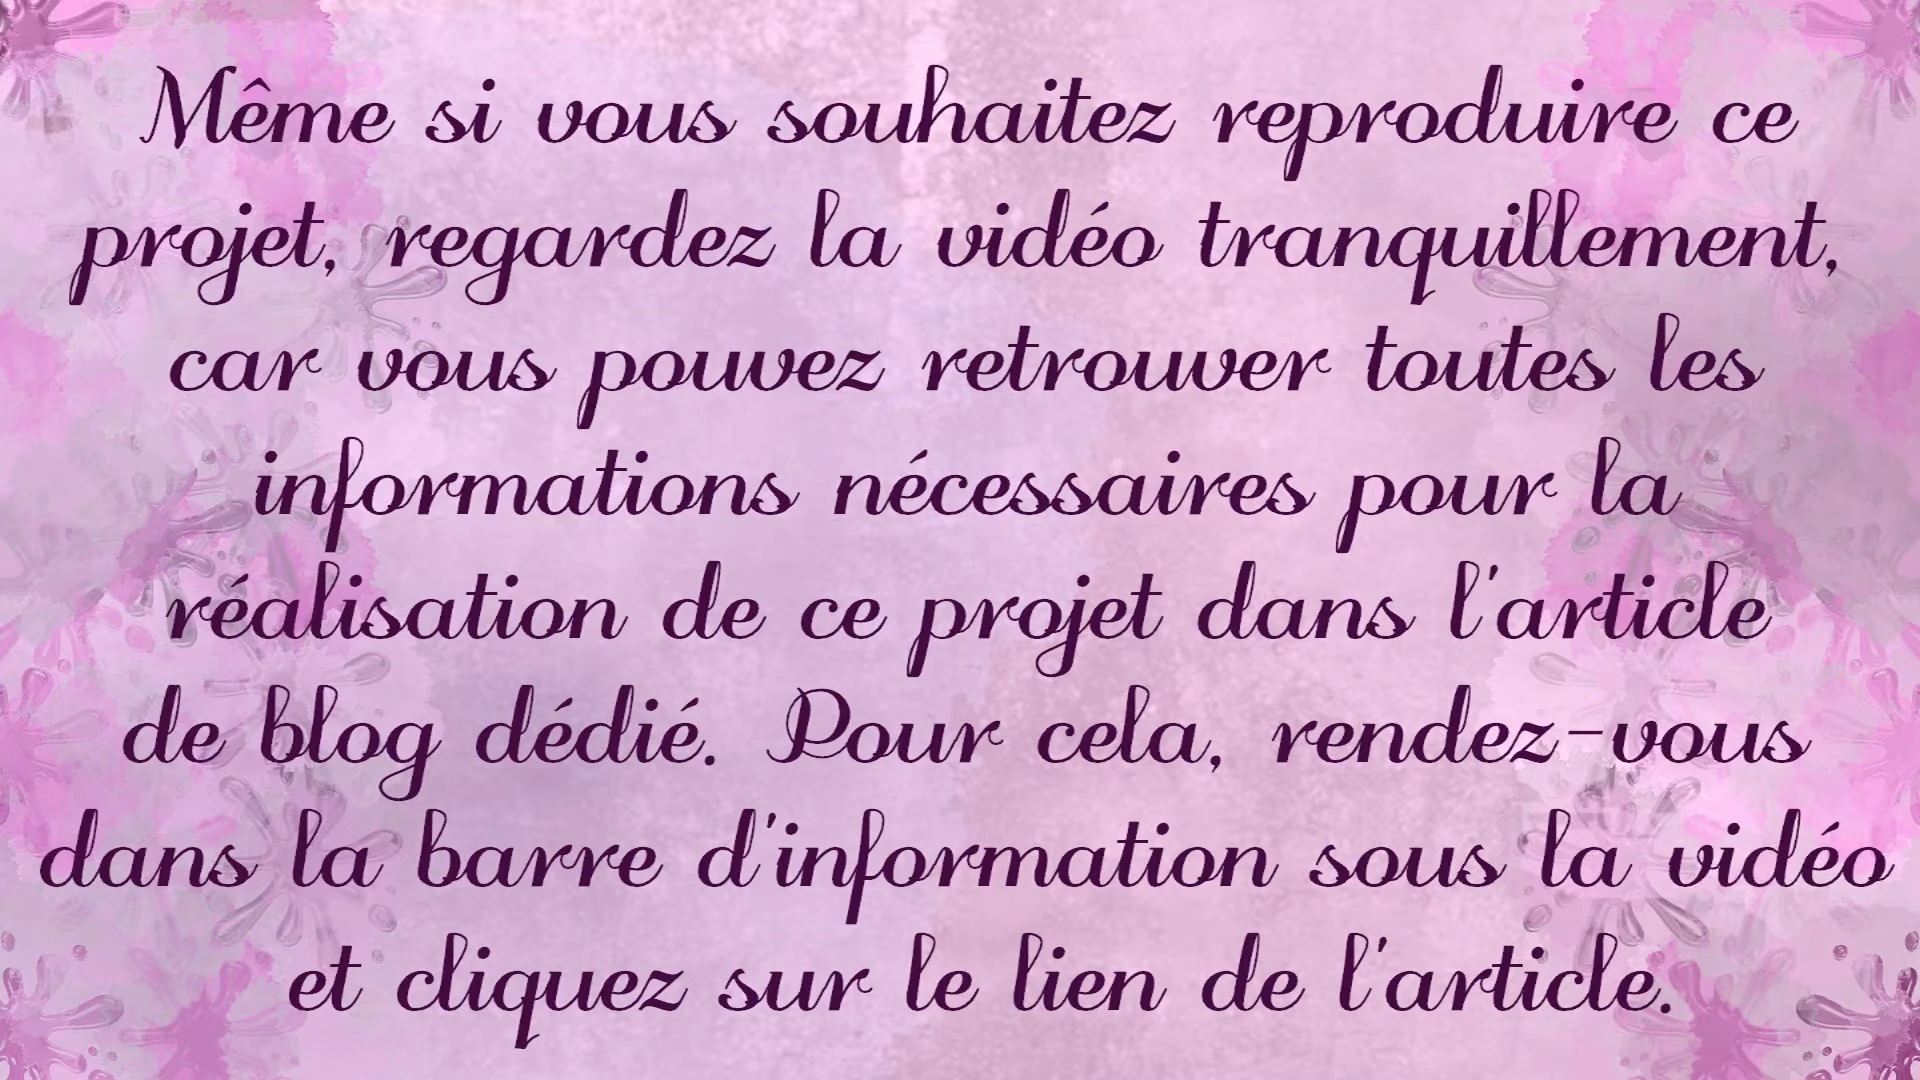 Même si vous souhaitez reproduire ce
projet, regardez la vidéo tranquillement,
car vous pouvez retrouver toutes les
informations nécessaires pour la
réalisation de ce projet dans l'article
de blog dédié. Pour cela, rendez-vous
dans la barre d'information sous la vidéo
et cliquez sur le lien de l'article.